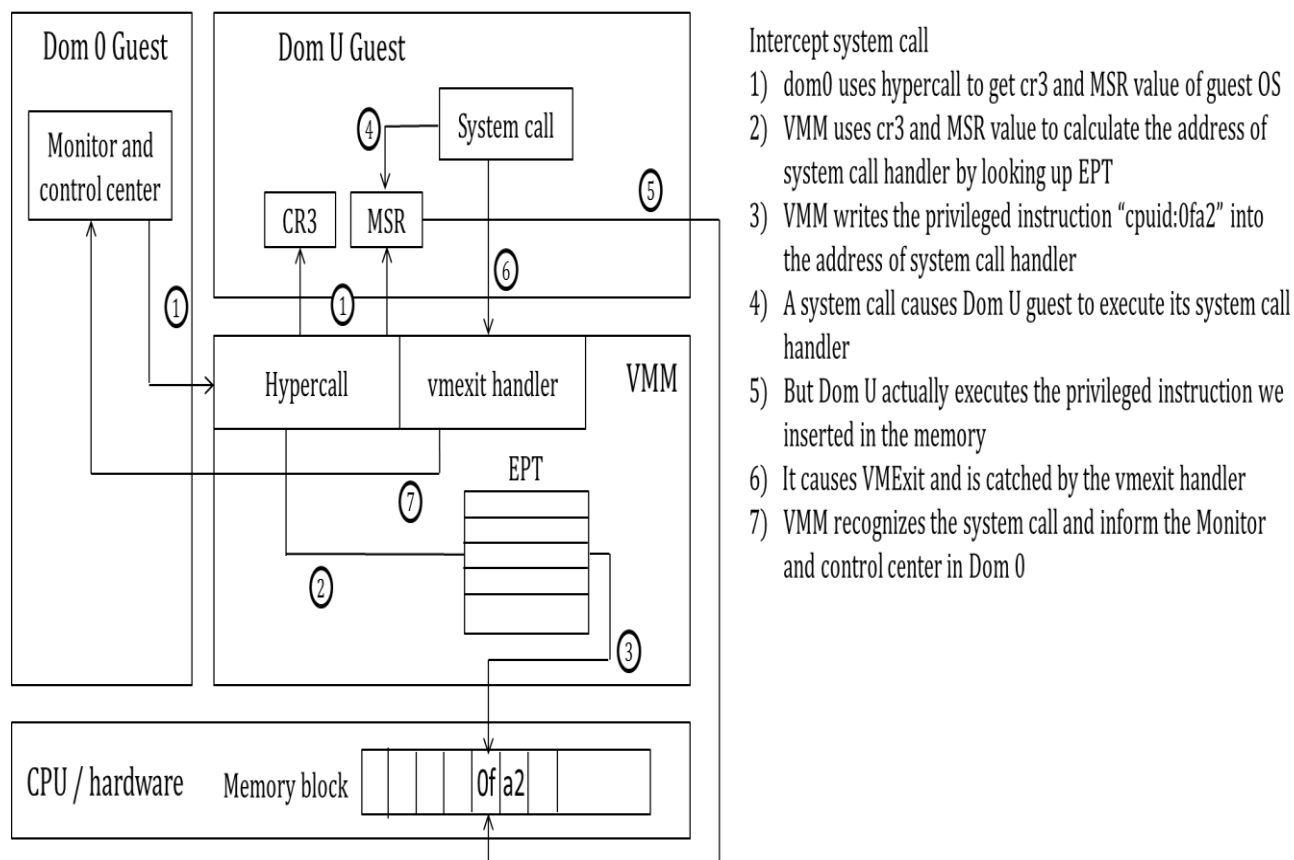 Dom 0 Guest
Monitor and
control center
1
Dom U Guest
System call
4
CR3
MSR
5
6
1
Hypercall
vmexit handler
VMM
7
EPT
2
3
CPU / hardware
Memory block
0f
a2
Intercept system call
1) dom0 uses hypercall to get cr3 and MSR value of guest OS
2) VMM uses cr3 and MSR value to calculate the address of
system call handler by looking up EPT
3) VMM writes the privileged instruction “cpuid:0fa2” into
the address of system call handler
4) A system call causes Dom U guest to execute its system call
handler
5) But Dom U actually executes the privileged instruction we
inserted in the memory
6) It causes VMExit and is catched by the vmexit handler
7) VMM recognizes the system call and inform the Monitor
and control center in Dom 0